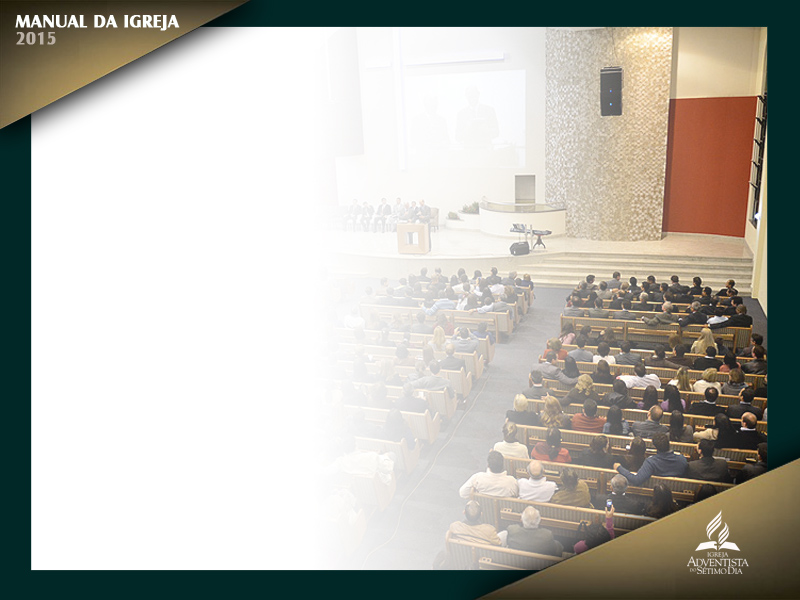 MANUAL DA IGREJA
2015
IGREJA
ADVENTISTA
DO SÉTIMO DIA